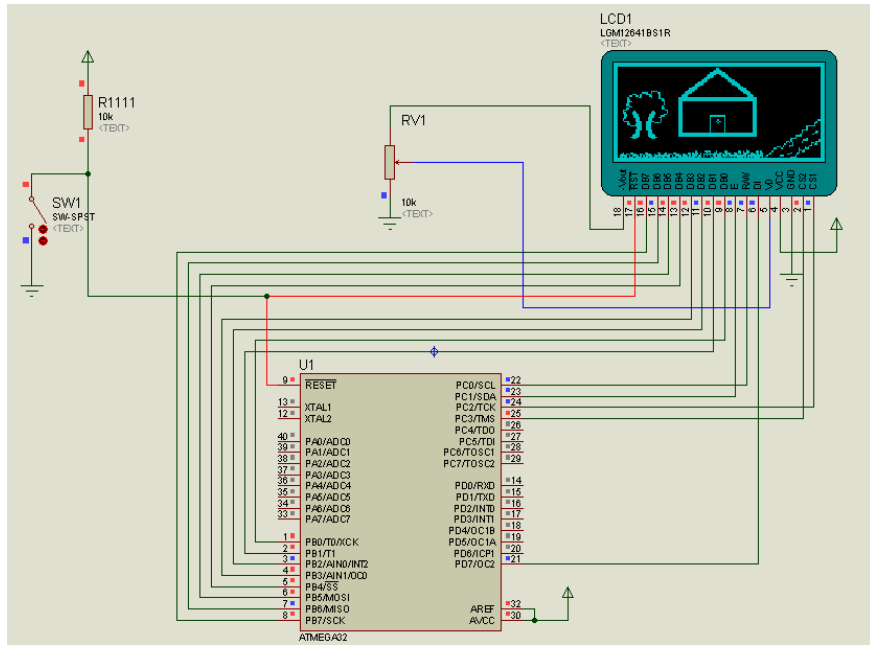 LCD1
LGM12641BS1R
<TEXT>
R1111
10k
<TEXT>
RV1
10k
<TEXT>
SW1
SW-SPST
<TEXT>
-Vout
RST
DB7
DB6
DB5
DB4
DB3
DB2
DB1
DB0
E
R/W
DI
V0
VCC
GND
CS2
CS1
18
17
16
15
14
13
12
11
10
9
8
7
6
5
4
3
2
1
U1
9 RESET
13 XTAL1
12 XTAL2
40 PA0/ADC0
39 PA1/ADC1
38 PA2/ADC2
37 PA3/ADC3
36 PA4/ADC4
35 PA5/ADC5
34 PA6/ADC6
33 PA7/ADC7
1 PB0/T0/XCK
2 PB1/T1
3 PB2/AIN0/INT2
4 PB3/AIN1/OC0
5 PB4/SS
6 PB5/MOSI
7 PB6/MISO
8 PB7/SCK
PC0/SCL 22
PC1/SDA 23
PC2/TCK 24
PC3/TMS 25
PC4/TDO 26
PC5/TDI 27
PC6/TOSC1 28
PC7/TOSC2 29
PD0/RXD 14
PD1/TXD 15
PD2/INT0 16
PD3/INT1 17
PD4/OC1B 18
PD5/OC1A 19
PD6/ICP1 20
PD7/OC2 21
AREF 32
AVCC 30
ATMEGA32